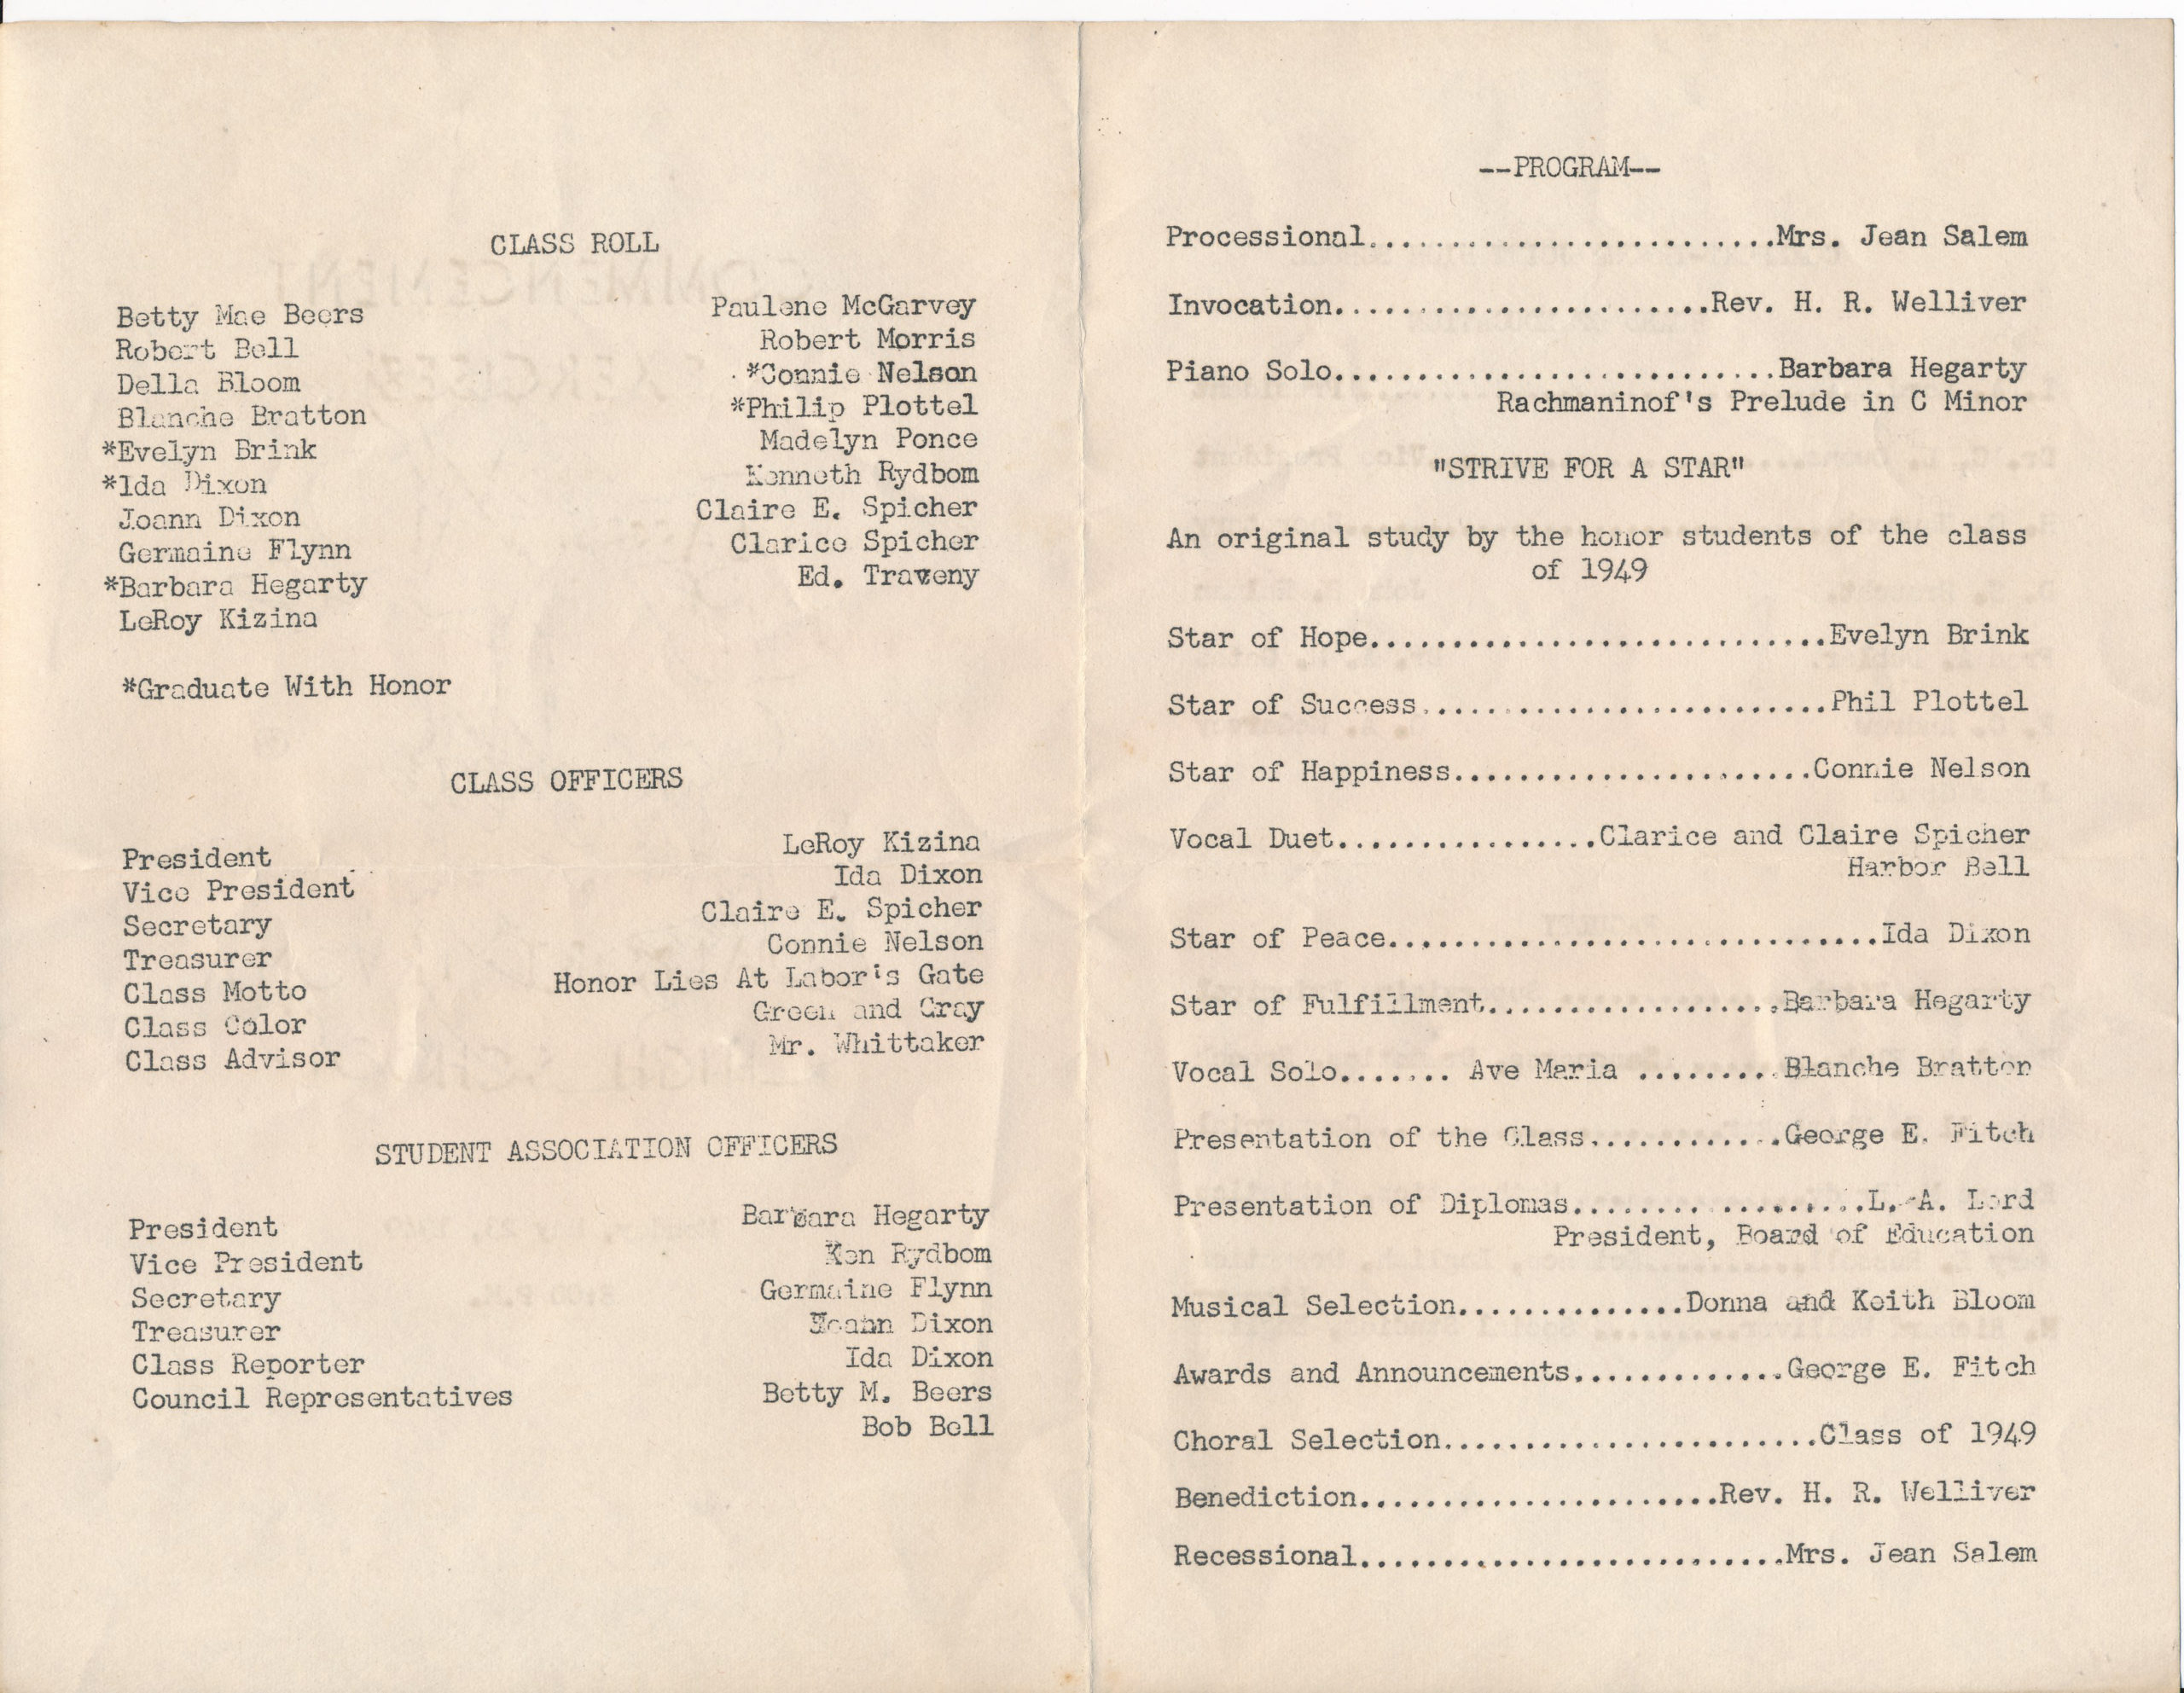 CLASS ROLL
Betty Mae Beers
Robert Bell
Della Bloom
Blanche Bratton
*Evelyn Brink
*Ida Dixon
Joann Dixon
Germaine Flynn
*Barbara Hegarty
LeRoy Kizina
Paulene McGarvey
Robert Morris
*Connie Nelson
*Philip Plottel
Madelyn Ponce
Kenneth Rydbom
Claire E. Spicher
Clarice Spicher
Ed. Traveny
*Graduate With Honor
CLASS OFFICERS
President LeRoy Kizina
Vice President Ida Dixon
Secretary Claire E. Spicher
Treasurer Connie Nelson
Class Motto Honor Lies At Labor's Gate
Class Color Green and Gray
Class Advisor Mr. Whittaker
STUDENT ASSOCIATION OFFICERS
President Barbara Hegarty
Vice President Ken Rydbom
Secretary Germaine Flynn
Treasurer Joann Dixon
Class Reporter Ida Dixon
Council Representatives Betty M. Beers
Bob Bell
--PROGRAM--
Processional.........................Mrs. Jean Salem
Invocation.......................Rev. H. R. Welliver
Piano Solo...........................Barbara Hegarty
Rachmaninof's Prelude in C Minor
"STRIVE FOR A STAR"
An original study by the honor students of the class
of 1949
Star of Hope............................Evelyn Brink
Star of Success.........................Phil Plottel
Star of Happiness......................Connie Nelson
Vocal Duet................Clarice and Claire Spicher
Harbor Bell
Star of Peace..............................Ida Dixon
Star of Fulfillment..................Barbara Hegarty
Vocal Solo....... Ave Maria .........Blanche Bratton
Presentation of the Class............George E. Fitch
Presentation of Diplomas..................L. A. Lord
President, Board of Education
Musical Selection..............Donna and Keith Bloom
Awards and Announcements.............George E. Fitch
Choral Selection.......................Class of 1949
Benediction......................Rev. H. R. Welliver
Recessional..........................Mrs. Jean Salem